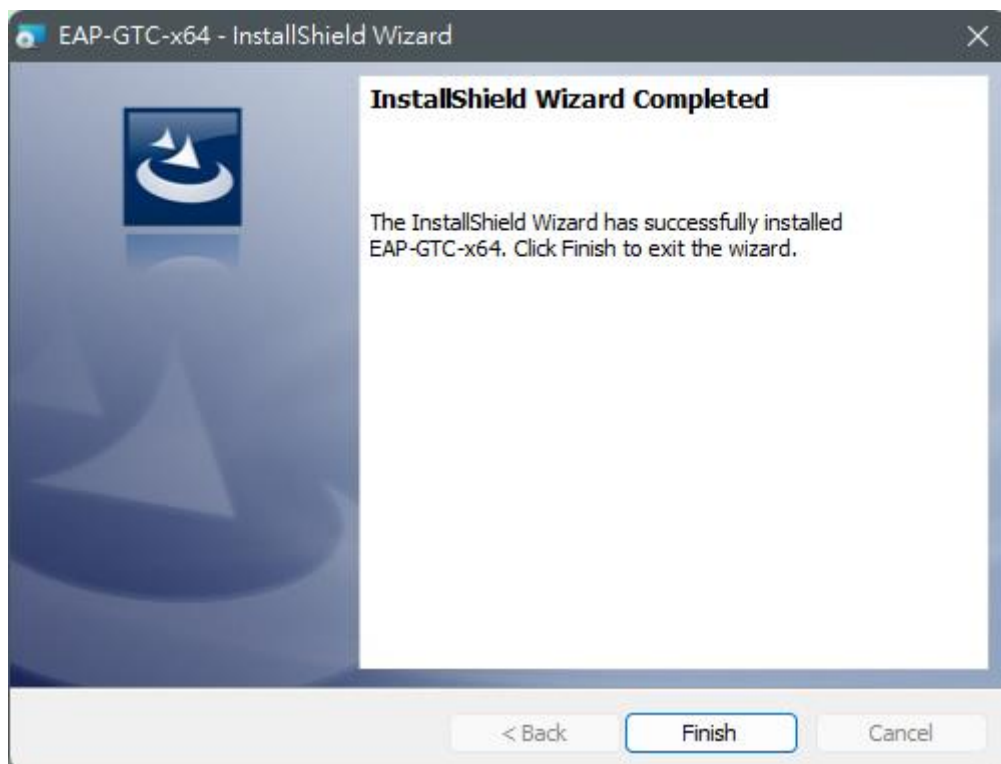 EAP-GTC-x64 - InstallShield Wizard
InstallShield Wizard Completed
The InstallShield Wizard has successfully installed
EAP-GTC-x64. Click Finish to exit the wizard.
< Back
Finish
Cancel